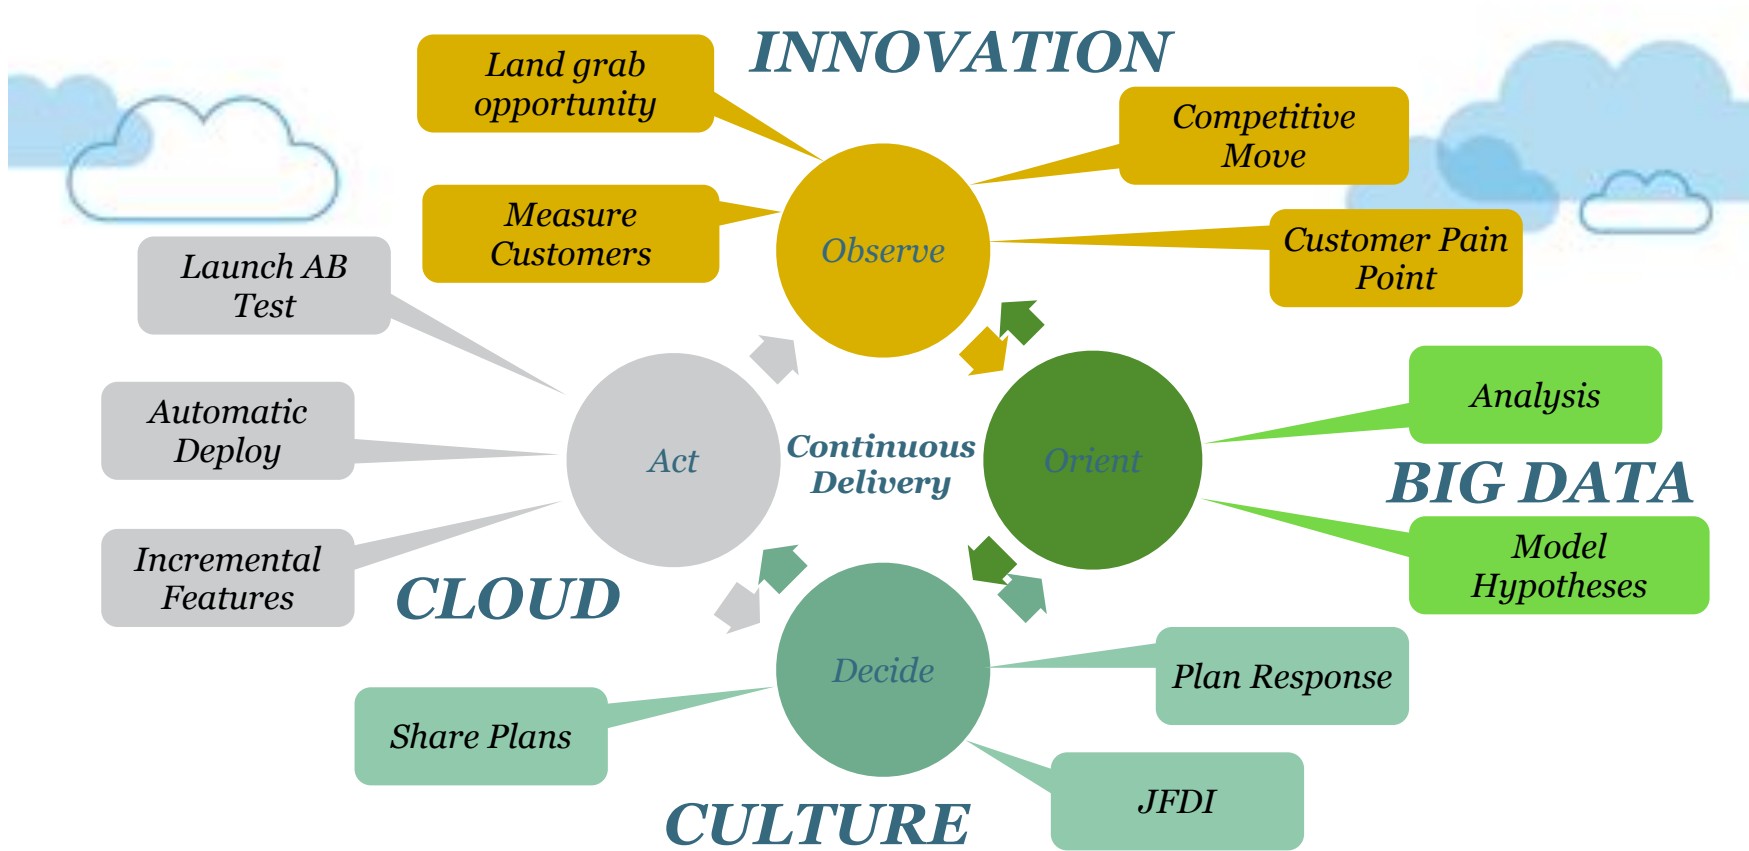 INNOVATION
Land grab
opportunity
Competitive
Move
Measure
Customers
Observe
Customer Pain
Point
Launch AB
Test
Analysis
Automatic
Deploy
Act
Continuous
Delivery
Orient
BIG DATA
Model
Hypotheses
Incremental
Features
CLOUD
Decide
Plan Response
Share Plans
JFDI
CULTURE